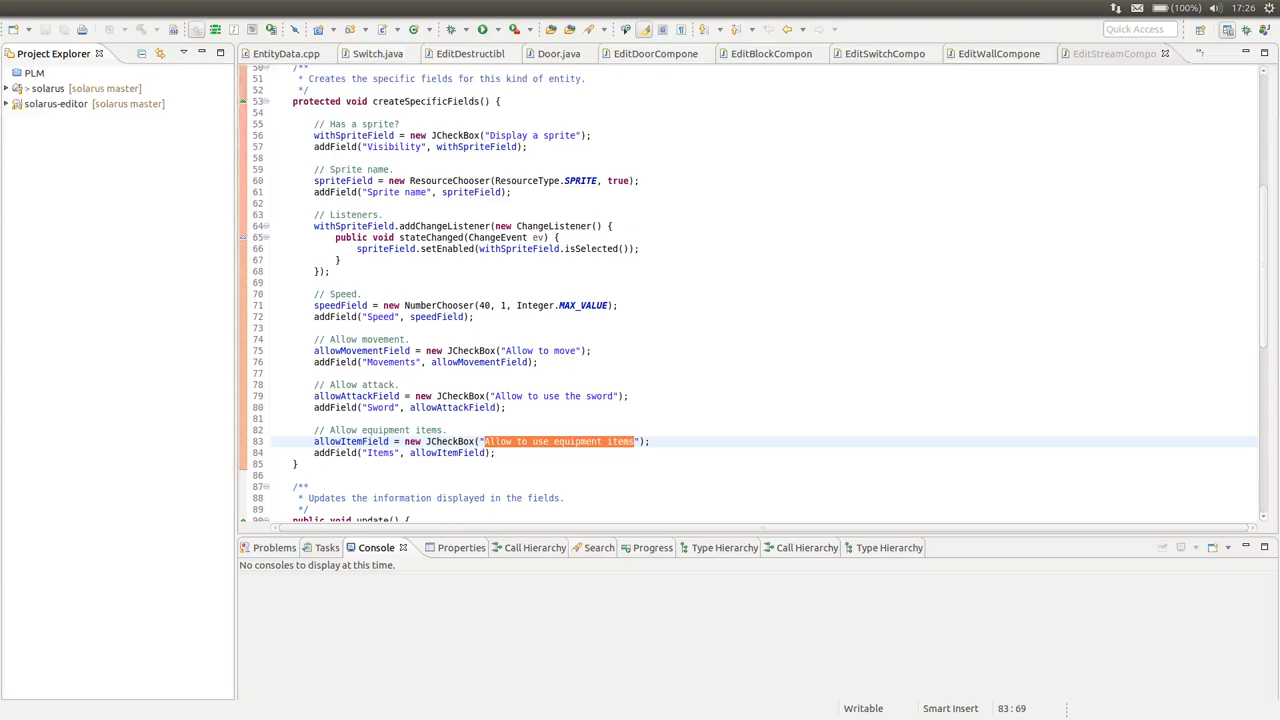 (100%) 17:26
Quick Access
Project Explorer
EntityData.cpp Switch.java EditDestructibl Door.java EditDoorCompone EditBlockCompon EditSwitchCompo EditWallCompone EditStreamCompo
PLM
> solarus [solarus master]
solarus-editor [solarus master]
50 /**
51 * Creates the specific fields for this kind of entity.
52 */
53 protected void createSpecificFields() {
54
55 // Has a sprite?
56 withSpriteField = new JCheckBox("Display a sprite");
57 addField("Visibility", withSpriteField);
58
59 // Sprite name.
60 spriteField = new ResourceChooser(ResourceType.SPRITE, true);
61 addField("Sprite name", spriteField);
62
63 // Listeners.
64 withSpriteField.addChangeListener(new ChangeListener() {
65 public void stateChanged(ChangeEvent ev) {
66 spriteField.setEnabled(withSpriteField.isSelected());
67 }
68 });
69
70 // Speed.
71 speedField = new NumberChooser(40, 1, Integer.MAX_VALUE);
72 addField("Speed", speedField);
73
74 // Allow movement.
75 allowMovementField = new JCheckBox("Allow to move");
76 addField("Movements", allowMovementField);
77
78 // Allow attack.
79 allowAttackField = new JCheckBox("Allow to use the sword");
80 addField("Sword", allowAttackField);
81
82 // Allow equipment items.
83 allowItemField = new JCheckBox("Allow to use equipment items");
84 addField("Items", allowItemField);
85 }
86
87 /**
88 * Updates the information displayed in the fields.
89 */
90 public void update() {
Problems Tasks Console Properties Call Hierarchy Search Progress Type Hierarchy Call Hierarchy Type Hierarchy
No consoles to display at this time.
Writable Smart Insert 83 : 69